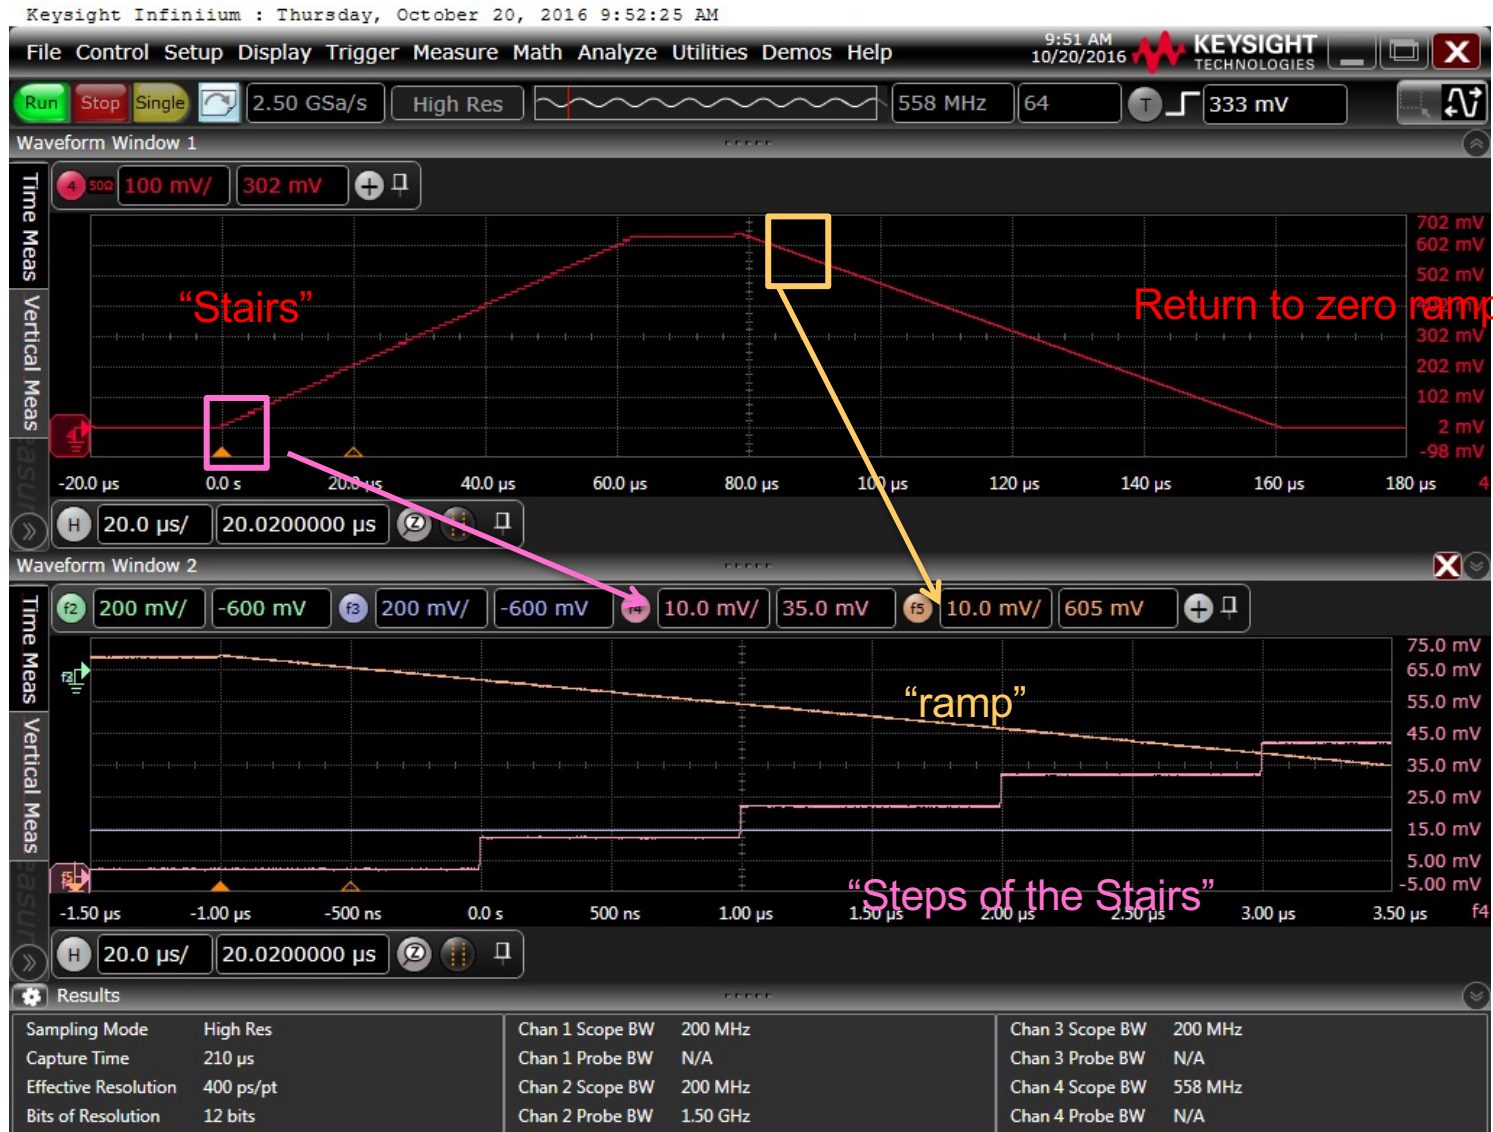 Keysight Infiniium : Thursday, October 20, 2016 9:52:25 AM
File Control Setup Display Trigger Measure Math Analyze Utilities Demos Help
9:51 AM
10/20/2016
KEYSIGHT
TECHNOLOGIES
Run Stop Single 2.50 GSa/s High Res 558 MHz 64 T 333 mV
Waveform Window 1
Time Meas
Vertical Meas
4 50Ω 100 mV/ 302 mV
702 mV
602 mV
502 mV
“Stairs”
Return to zero ramp
302 mV
202 mV
102 mV
2 mV
-98 mV
-20.0 µs 0.0 s 20.0 µs 40.0 µs 60.0 µs 80.0 µs 100 µs 120 µs 140 µs 160 µs 180 µs 4
H 20.0 µs/ 20.0200000 µs Z
Waveform Window 2
Time Meas
Vertical Meas
f2 200 mV/ -600 mV f3 200 mV/ -600 mV f4 10.0 mV/ 35.0 mV f5 10.0 mV/ 605 mV
75.0 mV
65.0 mV
55.0 mV
“ramp”
45.0 mV
35.0 mV
25.0 mV
15.0 mV
5.00 mV
-5.00 mV
“Steps of the Stairs”
-1.50 µs -1.00 µs -500 ns 0.0 s 500 ns 1.00 µs 1.50 µs 2.00 µs 2.50 µs 3.00 µs 3.50 µs f4
H 20.0 µs/ 20.0200000 µs Z
Results
Sampling Mode High Res
Capture Time 210 µs
Effective Resolution 400 ps/pt
Bits of Resolution 12 bits
Chan 1 Scope BW 200 MHz
Chan 1 Probe BW N/A
Chan 2 Scope BW 200 MHz
Chan 2 Probe BW 1.50 GHz
Chan 3 Scope BW 200 MHz
Chan 3 Probe BW N/A
Chan 4 Scope BW 558 MHz
Chan 4 Probe BW N/A